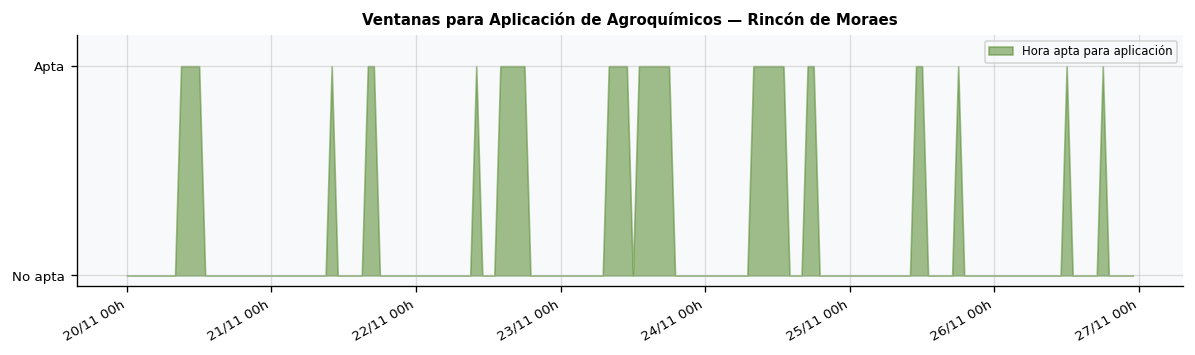 Ventanas para Aplicación de Agroquímicos — Rincón de Moraes
Hora apta para aplicación
Apta
No apta
20/11 00h
21/11 00h
22/11 00h
23/11 00h
24/11 00h
25/11 00h
26/11 00h
27/11 00h